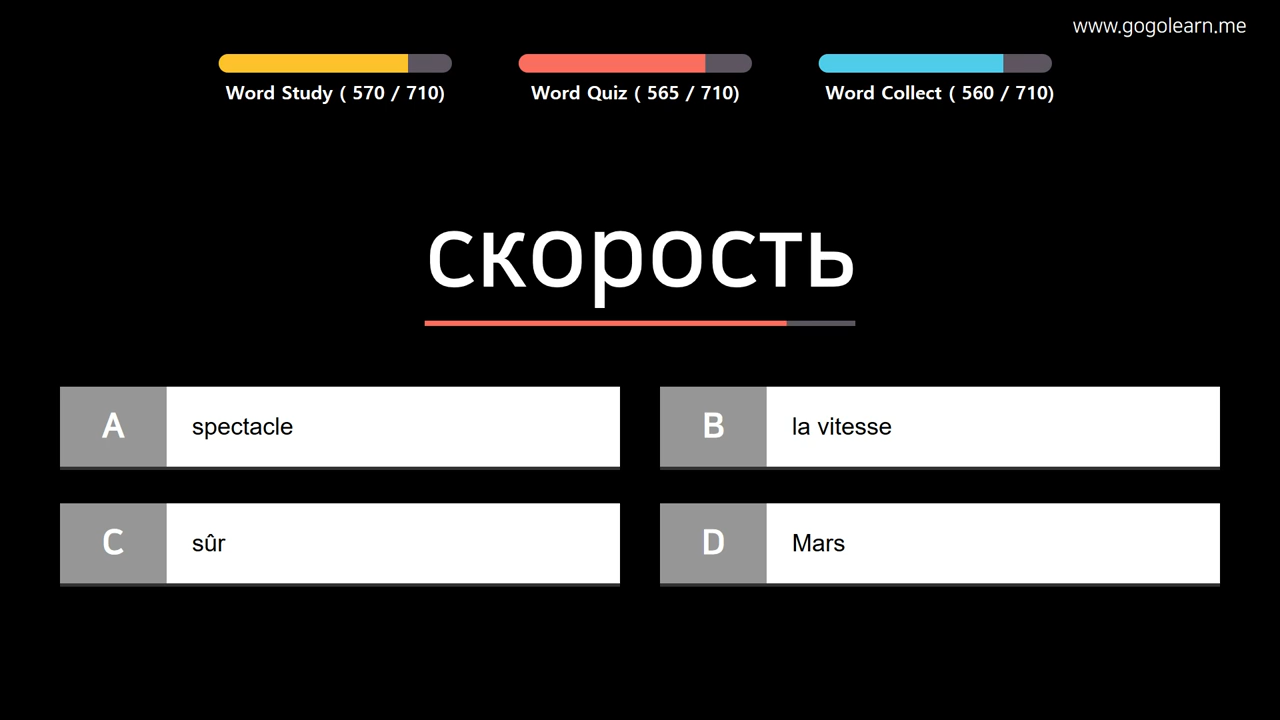 www.gogolearn.me
Word Study ( 570 / 710)
Word Quiz ( 565 / 710)
Word Collect ( 560 / 710)
скорость
A spectacle
B la vitesse
C sûr
D Mars